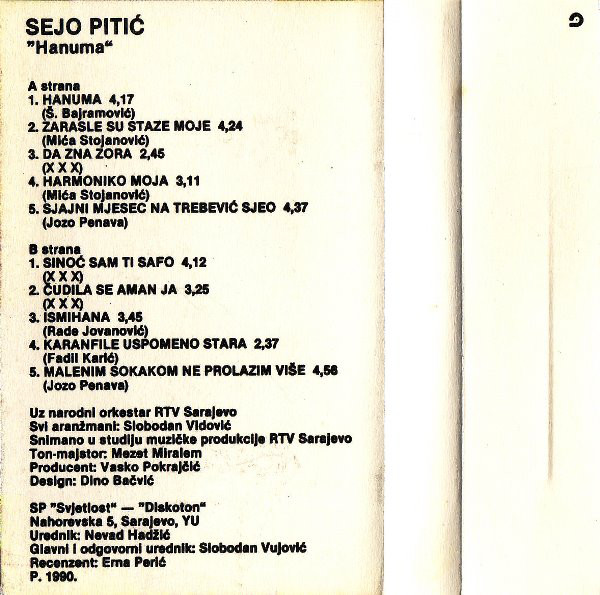 SEJO PITIĆ
"Hanuma"
A strana
1. HANUMA 4,17
(Š. Bajramović)
2. ZARASLE SU STAZE MOJE 4,24
(Mića Stojanović)
3. DA ZNA ZORA 2,45
(X X X)
4. HARMONIKO MOJA 3,11
(Mića Stojanović)
5. SJAJNI MJESEC NA TREBEVIĆ SJEO 4,37
(Jozo Penava)
B strana
1. SINOĆ SAM TI SAFO 4,12
(X X X)
2. ČUDILA SE AMAN JA 3,25
(X X X)
3. ISMIHANA 3,45
(Rade Jovanović)
4. KARANFILE USPOMENO STARA 2,37
(Fadil Karić)
5. MALENIM SOKAKOM NE PROLAZIM VIŠE 4,56
(Jozo Penava)
Uz narodni orkestar RTV Sarajevo
Svi aranžmani: Slobodan Vidović
Snimano u studiju muzičke produkcije RTV Sarajevo
Ton-majstor: Mezet Miralem
Producent: Vasko Pokrajčić
Design: Dino Bačvić
SP "Svjetlost" — "Diskoton"
Nahorevska 5, Sarajevo, YU
Urednik: Nevad Hadžić
Glavni i odgovorni urednik: Slobodan Vujović
Recenzent: Erna Perić
P. 1990.